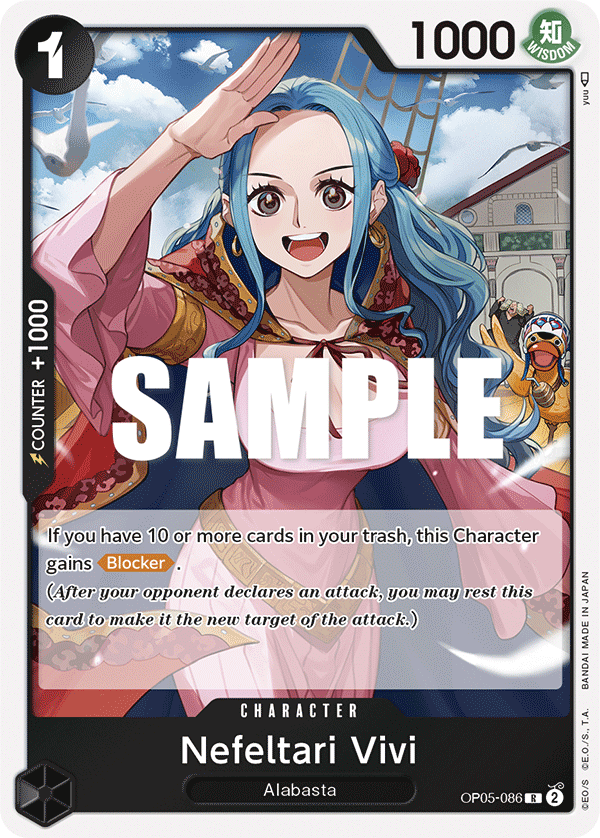 1
1000
知
WISDOM
yuu
COUNTER +1000
SAMPLE
If you have 10 or more cards in your trash, this Character
gains Blocker .
(After your opponent declares an attack, you may rest this
card to make it the new target of the attack.)
CHARACTER
Nefeltari Vivi
Alabasta
OP05-086 R 2
©E.O/S ©E.O./S., T.A. BANDAI MADE IN JAPAN